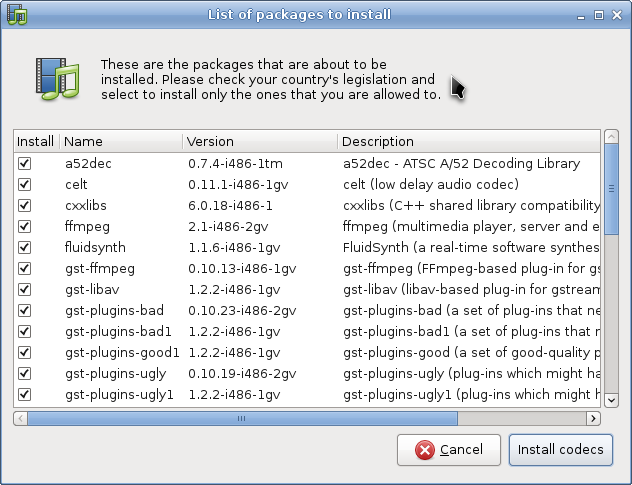 List of packages to install
These are the packages that are about to be
installed. Please check your country's legislation and
select to install only the ones that you are allowed to.
Install Name Version Description
a52dec 0.7.4-i486-1tm a52dec - ATSC A/52 Decoding Library
celt 0.11.1-i486-1gv celt (low delay audio codec)
cxxlibs 6.0.18-i486-1 cxxlibs (C++ shared library compatibility
ffmpeg 2.1-i486-2gv ffmpeg (multimedia player, server and e
fluidsynth 1.1.6-i486-1gv FluidSynth (a real-time software synthes
gst-ffmpeg 0.10.13-i486-1gv gst-ffmpeg (FFmpeg-based plug-in for gs
gst-libav 1.2.2-i486-1gv gst-libav (libav-based plug-in for gstream
gst-plugins-bad 0.10.23-i486-2gv gst-plugins-bad (a set of plug-ins that ne
gst-plugins-bad1 1.2.2-i486-1gv gst-plugins-bad1 (a set of plug-ins that n
gst-plugins-good1 1.2.2-i486-1gv gst-plugins-good (a set of good-quality p
gst-plugins-ugly 0.10.19-i486-2gv gst-plugins-ugly (plug-ins which might ha
gst-plugins-ugly1 1.2.2-i486-1gv gst-plugins-ugly1 (plug-ins which might h
Cancel Install codecs